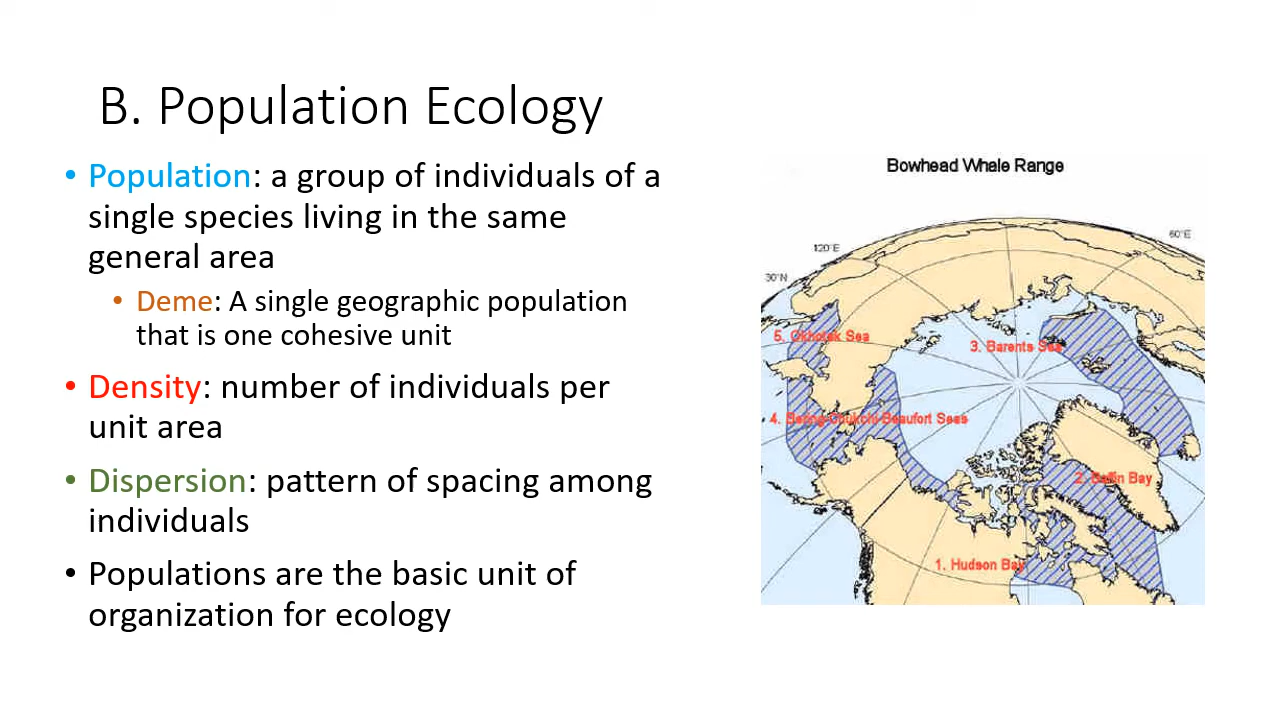 B. Population Ecology
• Population: a group of individuals of a
single species living in the same
general area
• Deme: A single geographic population
that is one cohesive unit
• Density: number of individuals per
unit area
• Dispersion: pattern of spacing among
individuals
• Populations are the basic unit of
organization for ecology
Bowhead Whale Range
60°E
120°E
30°N
5. Okhotsk Sea
3. Barents Sea
4. Bering-Chukchi-Beaufort Seas
2. Baffin Bay
1. Hudson Bay